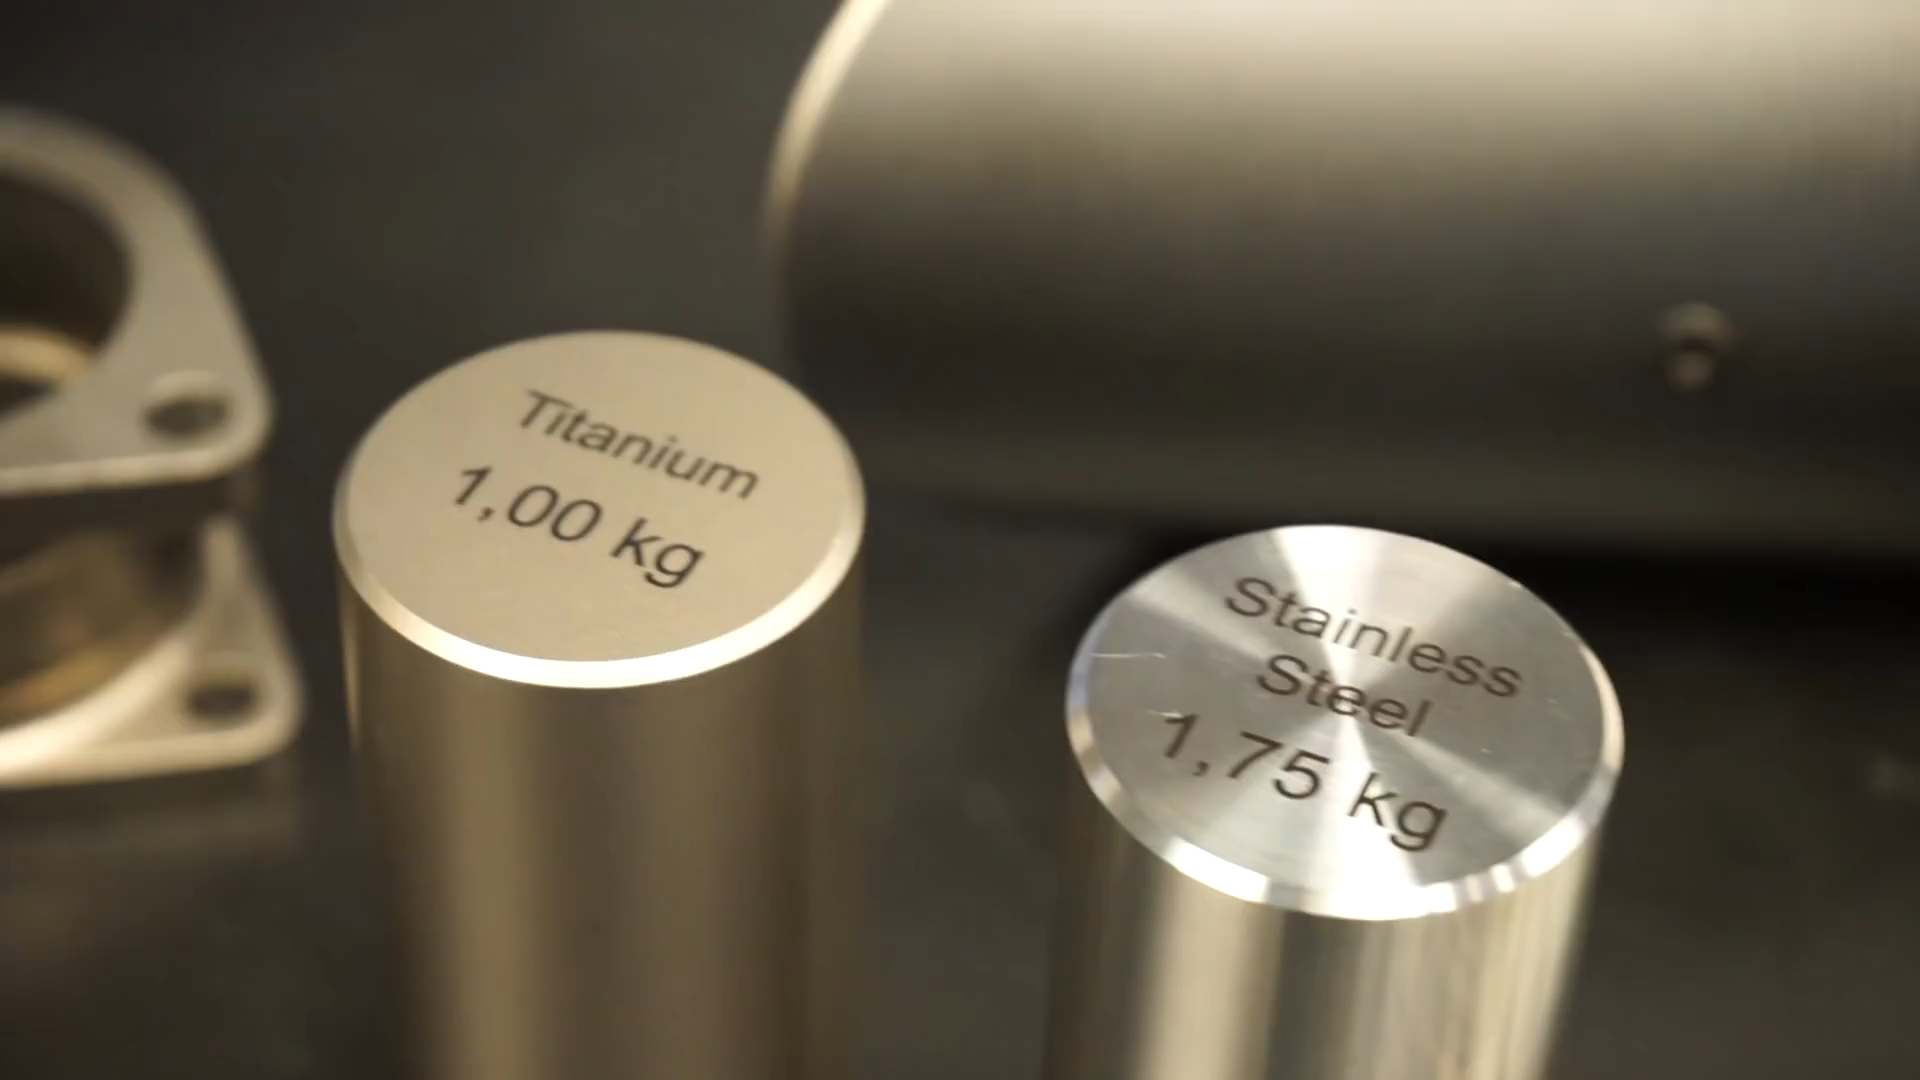 Titanium
1,00 kg
Stainless
Steel
1,75 kg